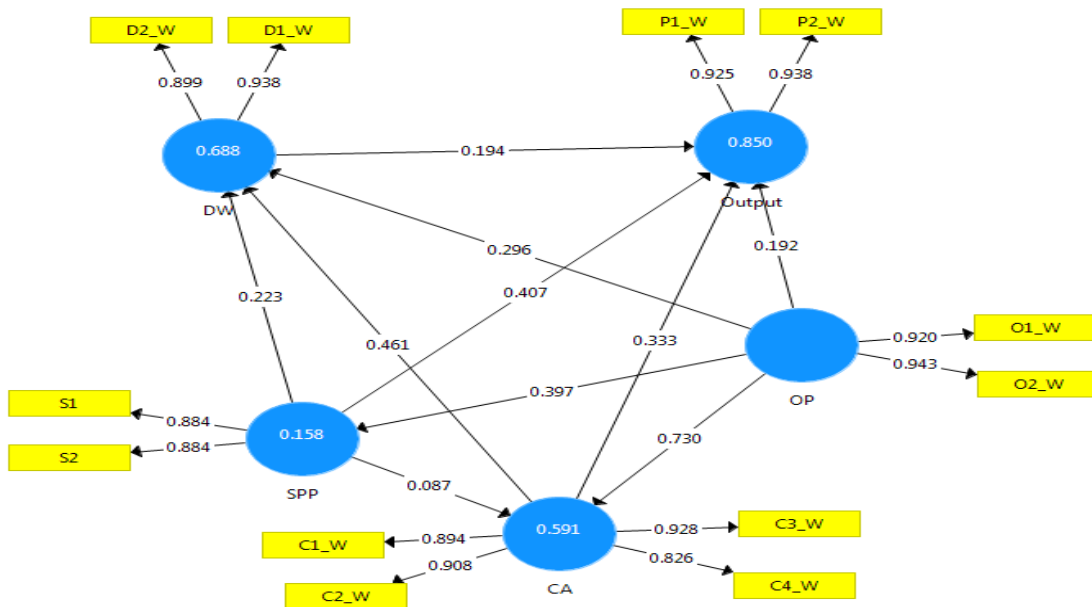 D2_W
D1_W
P1_W
P2_W
0.899
0.938
0.925
0.938
0.688
0.194
0.850
DW
Output
0.296
0.192
0.223
0.407
0.461
0.333
O1_W
0.920
0.943
O2_W
OP
0.397
S1
0.884
0.158
0.730
S2
0.884
SPP
0.087
C1_W
0.894
0.591
0.928
C3_W
0.908
0.826
C2_W
CA
C4_W